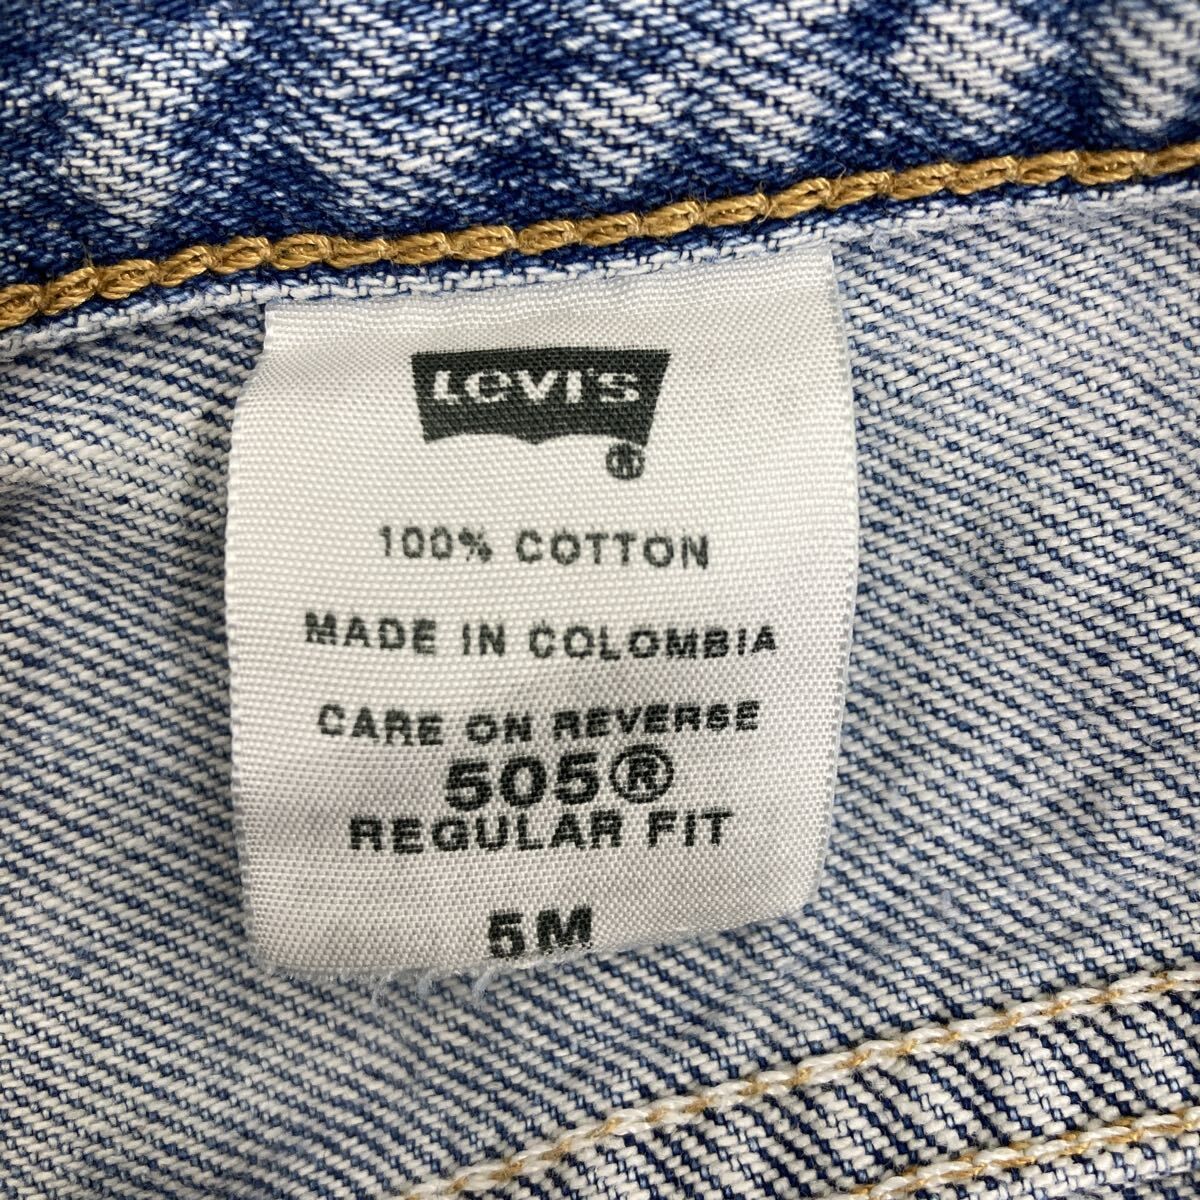 Levi's
®
100% COTTON
MADE IN COLOMBIA
CARE ON REVERSE
505®
REGULAR FIT
5M